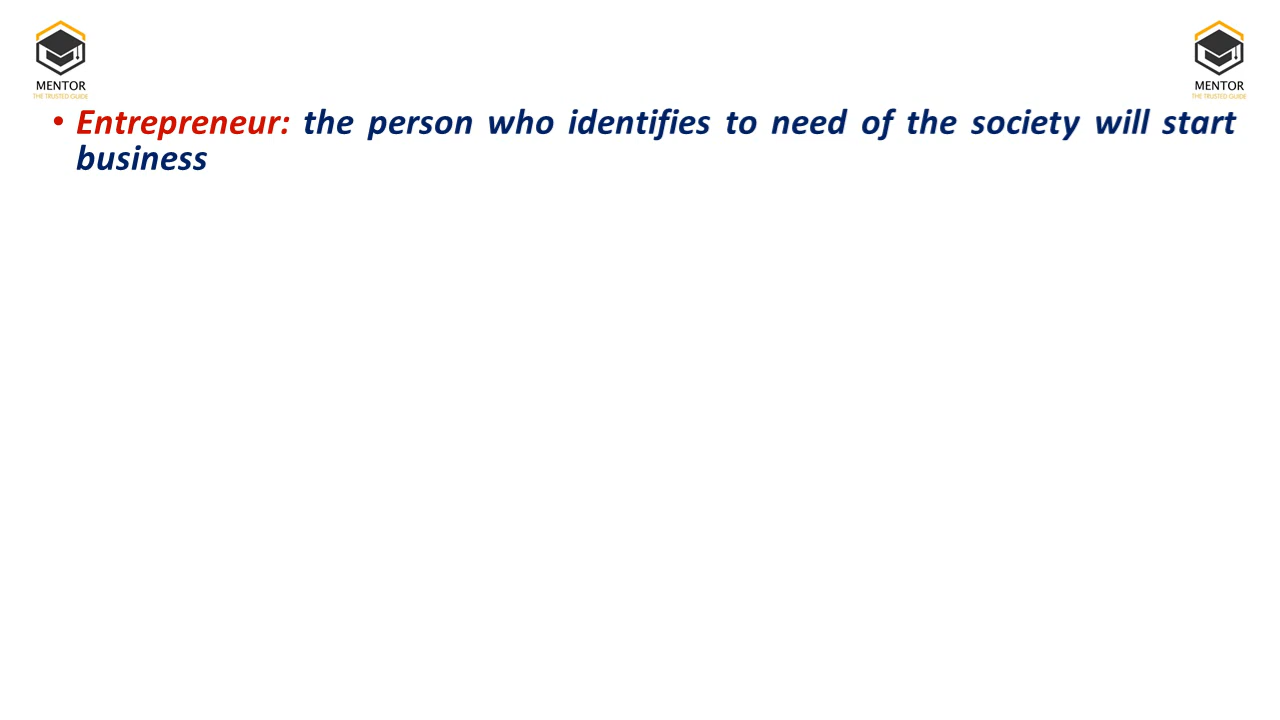 MENTOR
THE TRUSTED GUIDE
MENTOR
THE TRUSTED GUIDE
• Entrepreneur: the person who identifies to need of the society will start
business